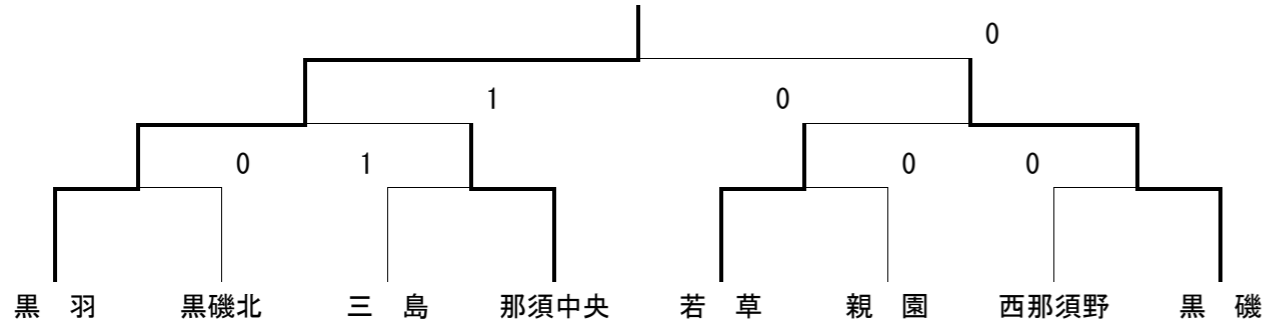 0
1 0
0 1 0 0
黒 羽 黒磯北 三 島 那須中央 若 草 親 園 西那須野 黒 磯